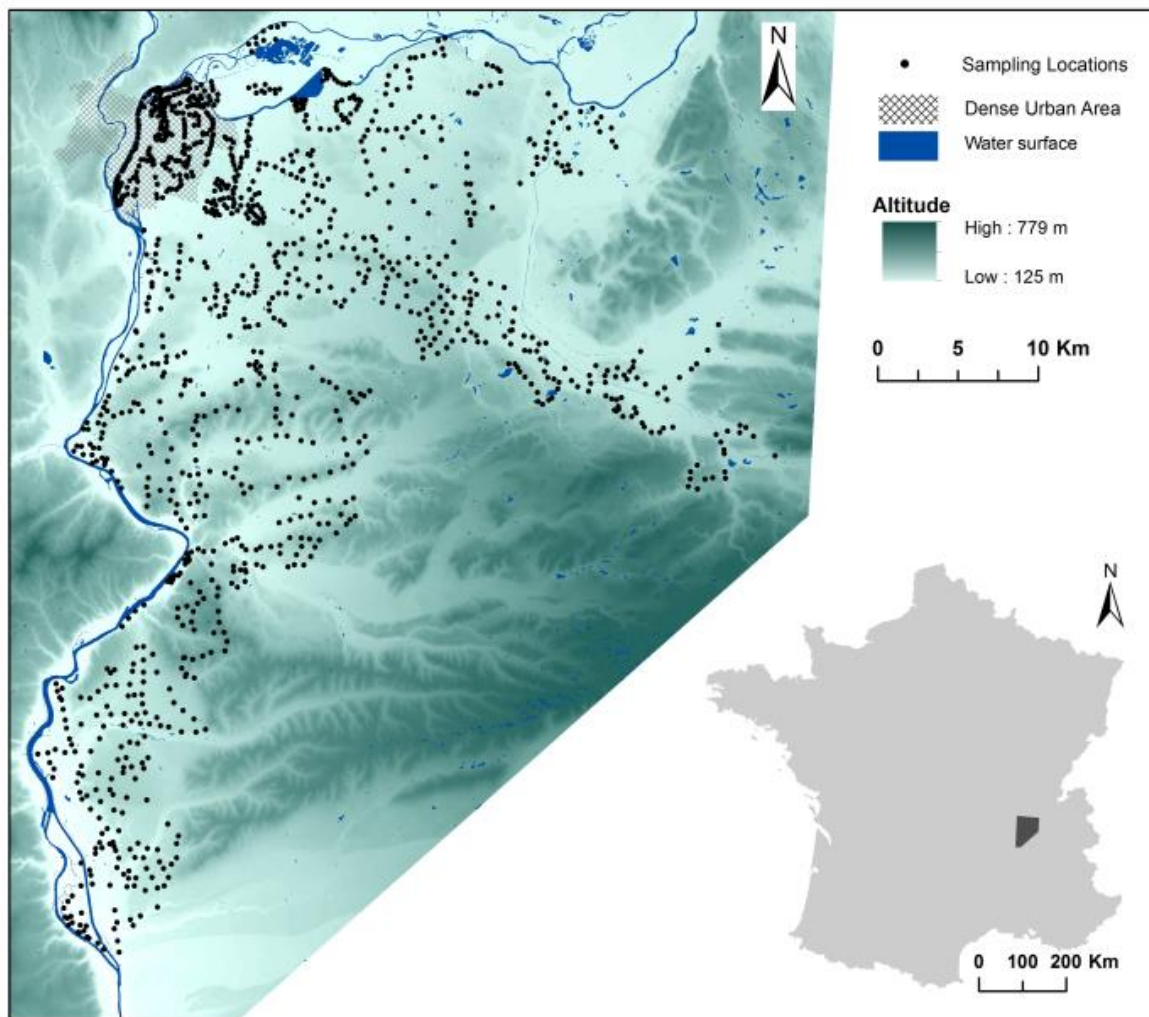 N
Sampling Locations
Dense Urban Area
Water surface
Altitude
High : 779 m
Low : 125 m
0 5 10 Km
N
0 100 200 Km